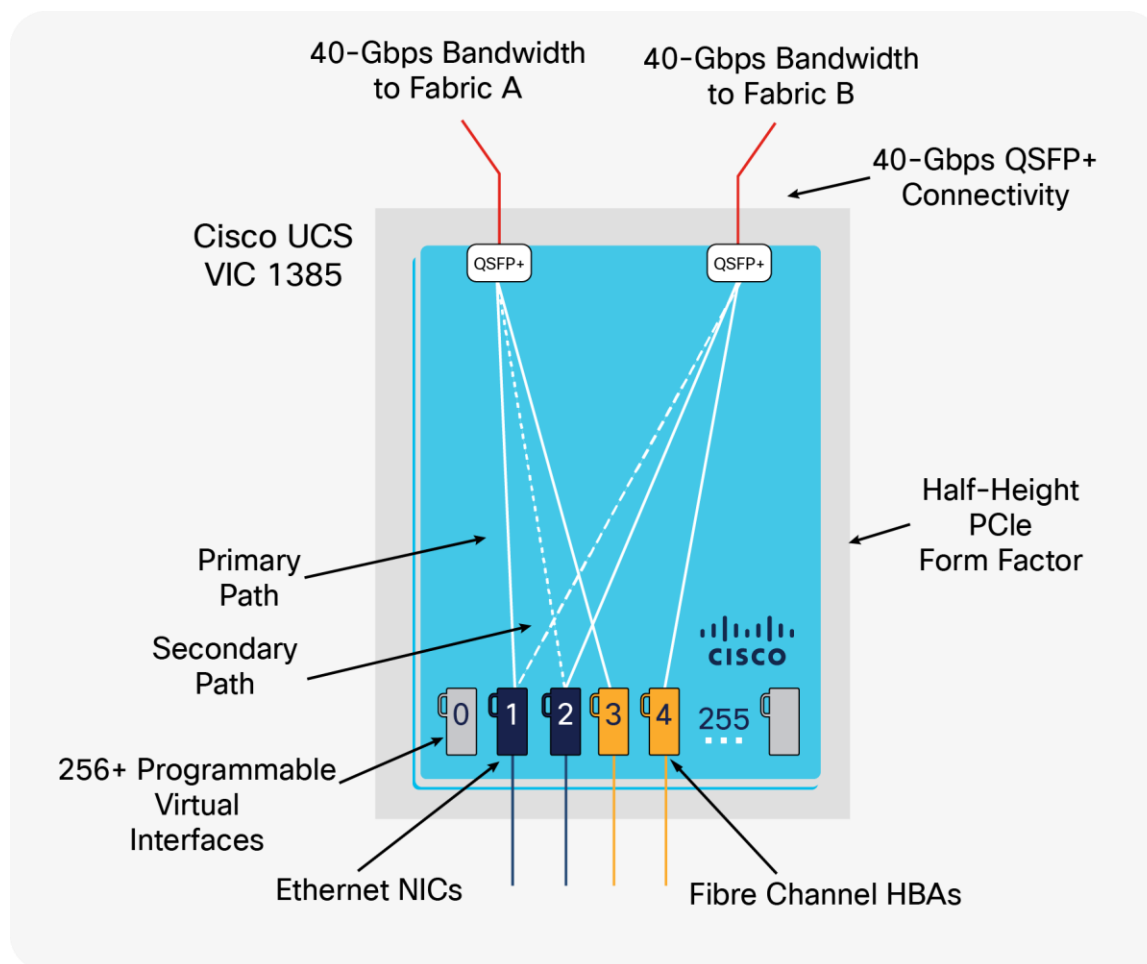 40-Gbps Bandwidth
to Fabric A
40-Gbps Bandwidth
to Fabric B
40-Gbps QSFP+
Connectivity
Cisco UCS
VIC 1385
QSFP+
QSFP+
Half-Height
PCIe
Form Factor
Primary
Path
Secondary
Path
CISCO
0
1
2
3
4
255
256+ Programmable
Virtual
Interfaces
Ethernet NICs
Fibre Channel HBAs